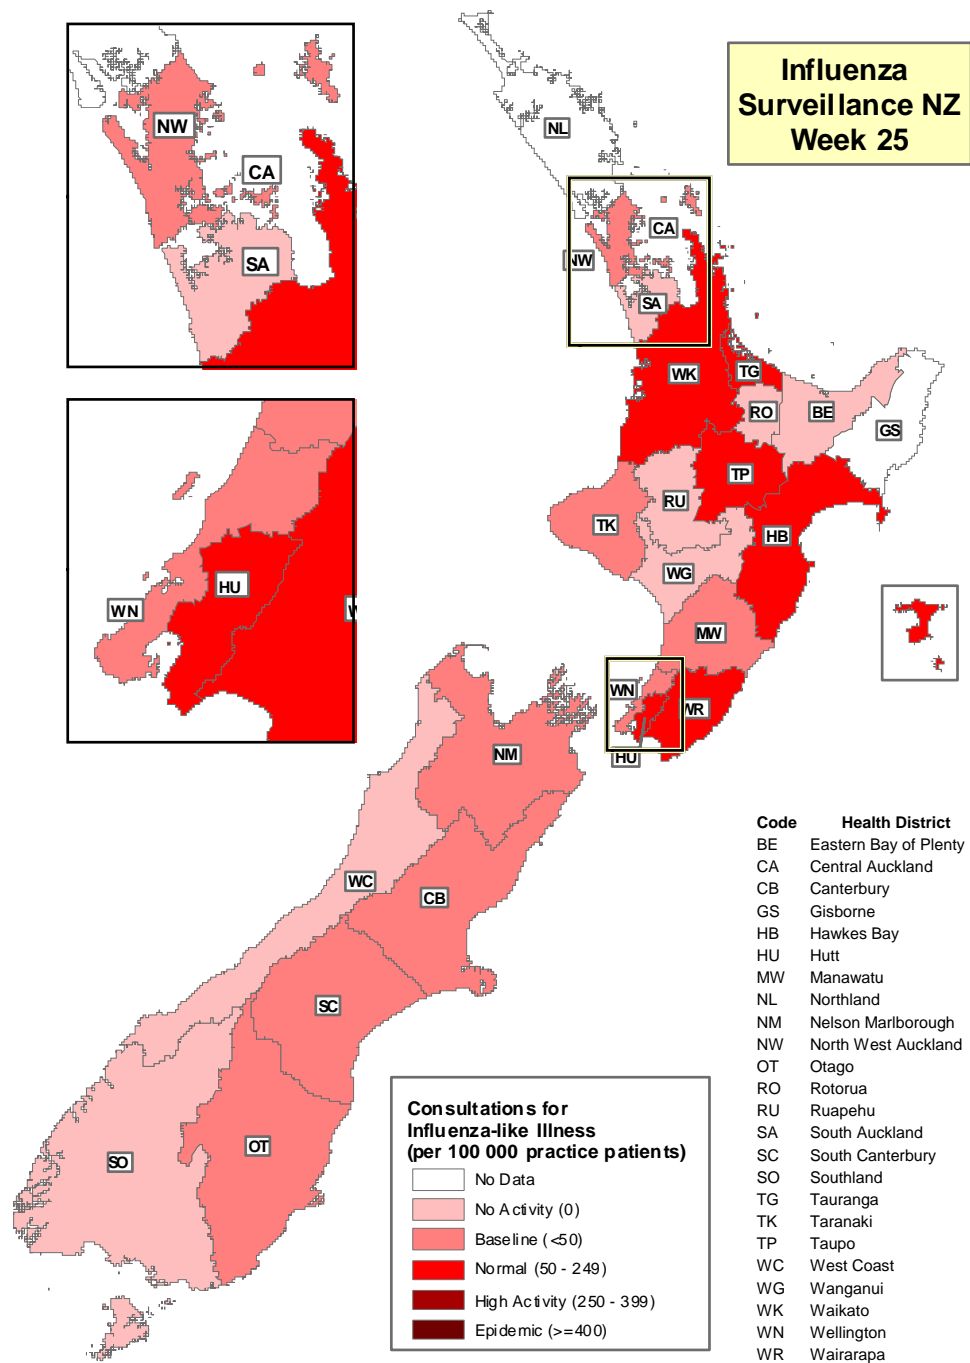 Influenza
Surveillance NZ
Week 25
NW
CA
SA
NL
CA
NW
SA
WK
TG
RO
BE
GS
TP
RU
TK
HB
WG
MW
WN
WR
HU
HU
WN
W
NM
WC
CB
SC
OT
SO
Code Health District
BE Eastern Bay of Plenty
CA Central Auckland
CB Canterbury
GS Gisborne
HB Hawkes Bay
HU Hutt
MW Manawatu
NL Northland
NM Nelson Marlborough
NW North West Auckland
OT Otago
RO Rotorua
RU Ruapehu
SA South Auckland
SC South Canterbury
SO Southland
TG Tauranga
TK Taranaki
TP Taupo
WC West Coast
WG Wanganui
WK Waikato
WN Wellington
WR Wairarapa
Consultations for
Influenza-like Illness
(per 100 000 practice patients)
No Data
No Activity (0)
Baseline (<50)
Normal (50 - 249)
High Activity (250 - 399)
Epidemic (>=400)